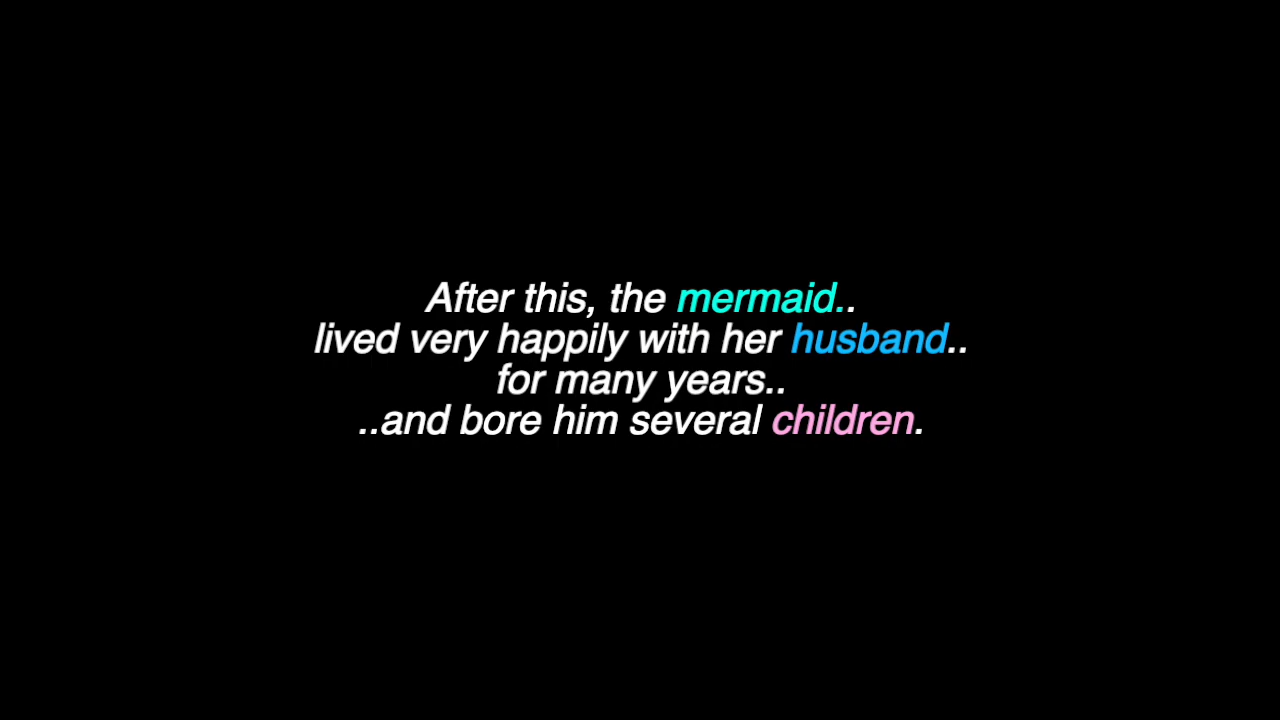 After this, the mermaid..
lived very happily with her husband..
for many years..
..and bore him several children.